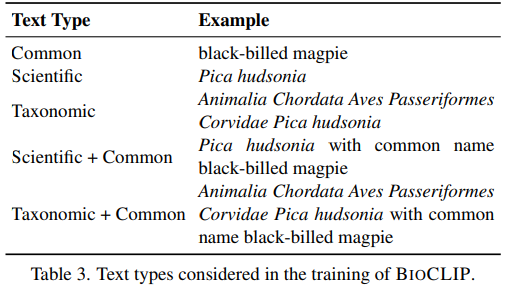 Text Type Example
Common black-billed magpie
Scientific Pica hudsonia
Taxonomic Animalia Chordata Aves Passeriformes
Corvidae Pica hudsonia
Scientific + Common Pica hudsonia with common name
black-billed magpie
Taxonomic + Common Animalia Chordata Aves Passeriformes
Corvidae Pica hudsonia with common
name black-billed magpie
Table 3. Text types considered in the training of BIOCLIP.